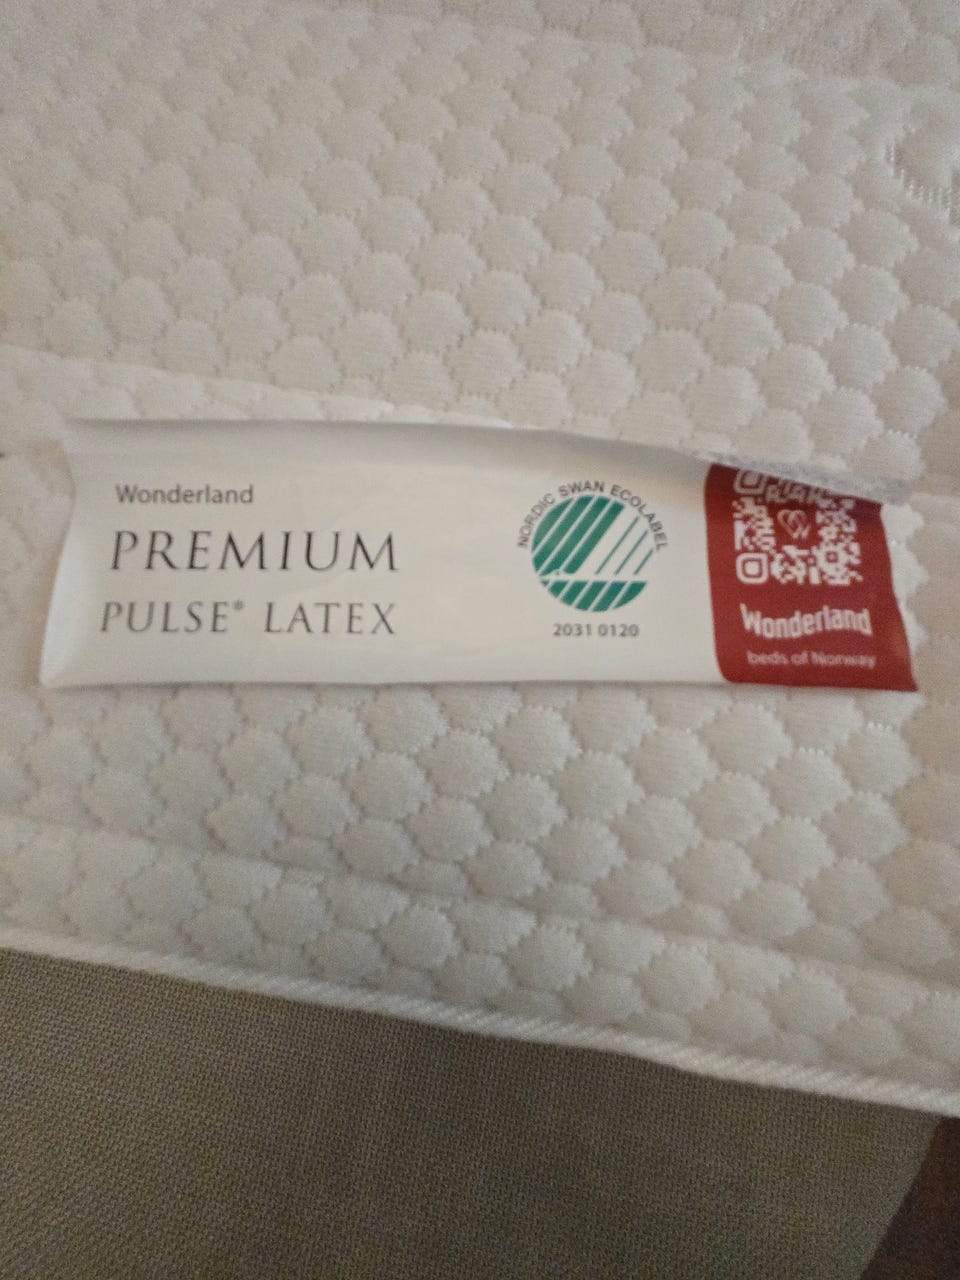 Wonderland
PREMIUM
PULSE® LATEX
NORDIC SWAN ECOLABEL
2031 0120
Wonderland
beds of Norway